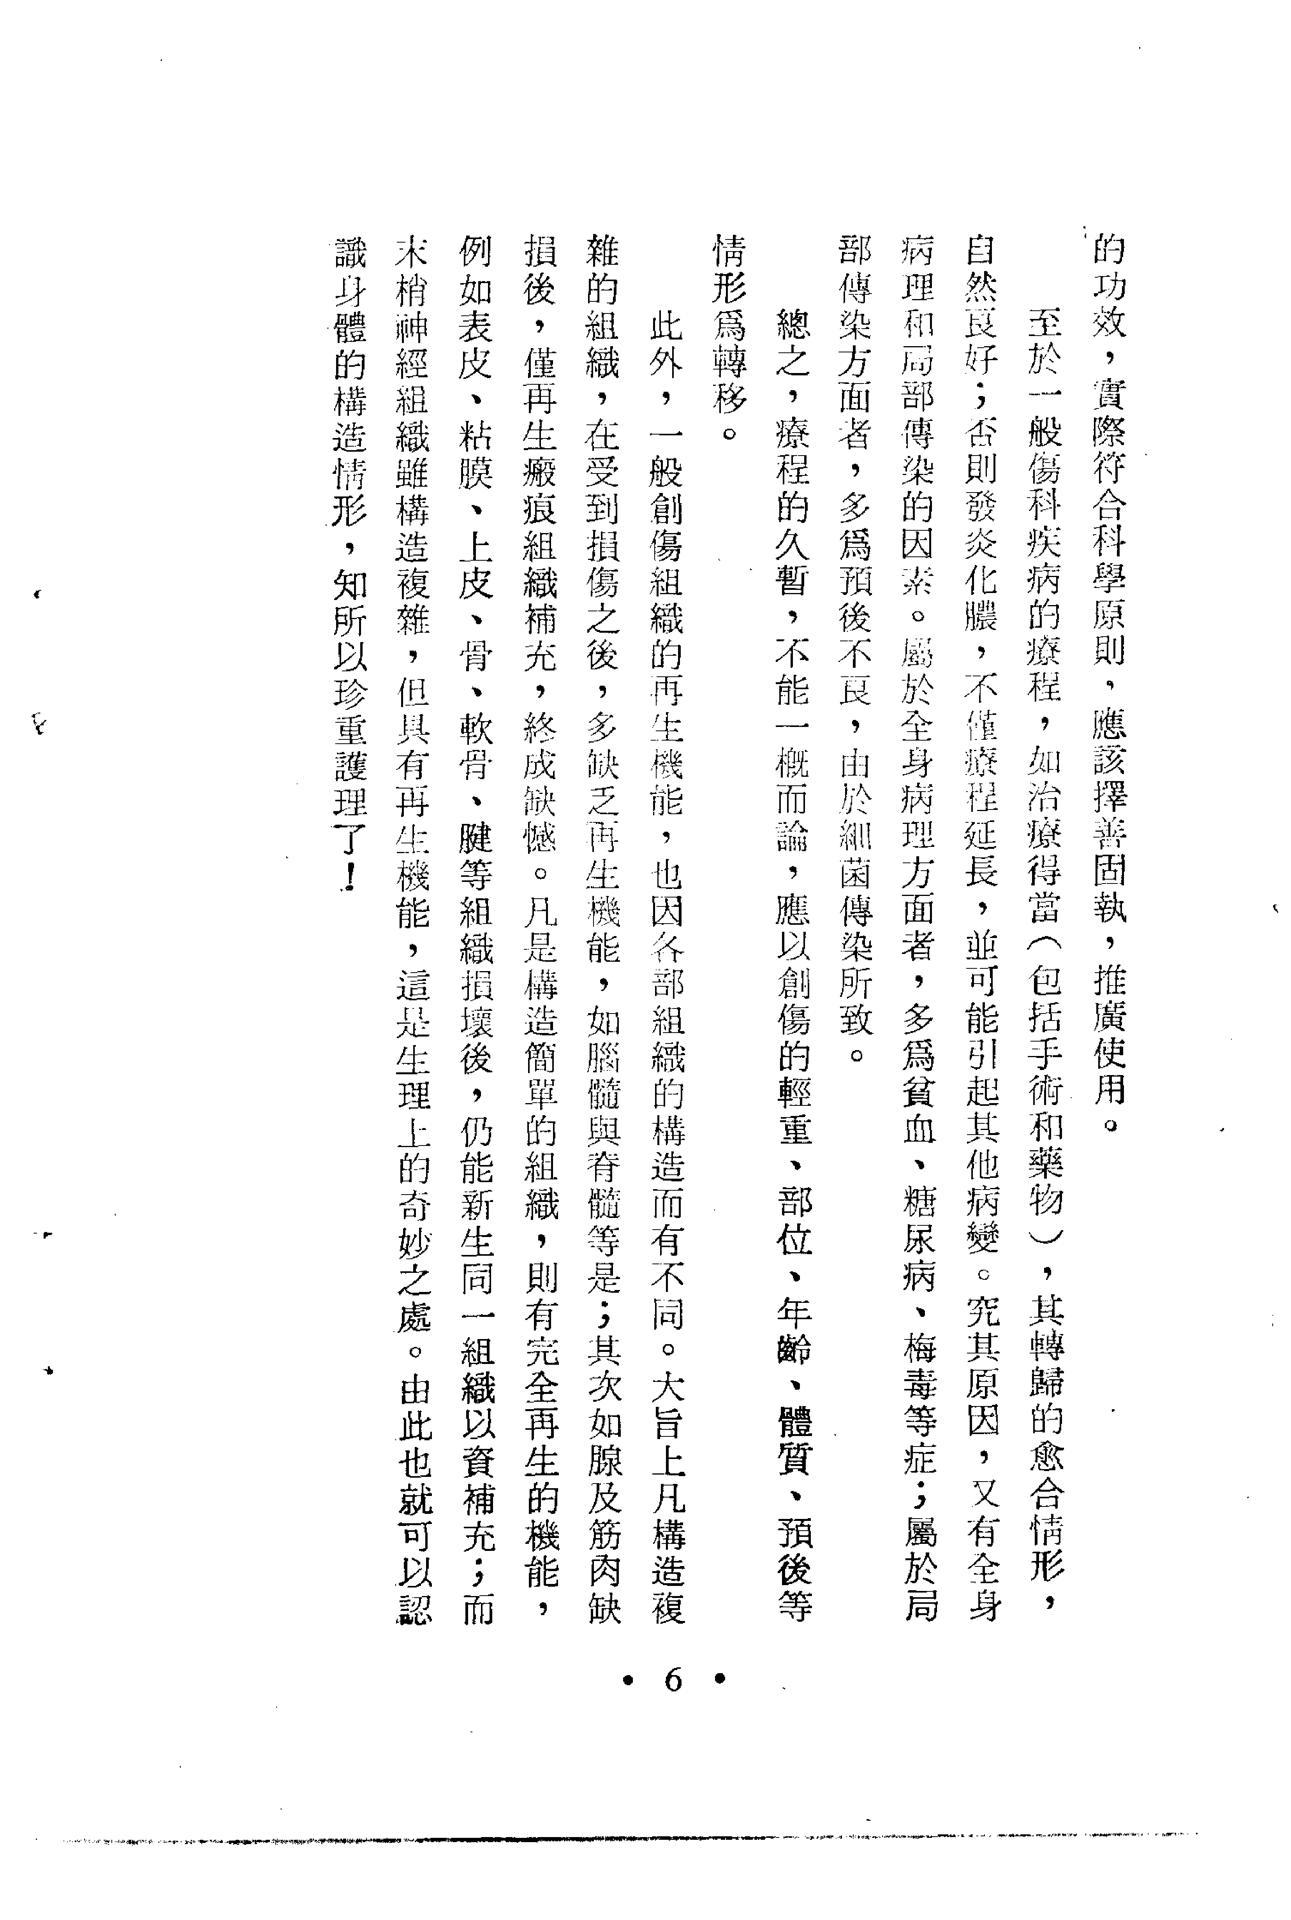 的功效，實際符合科學原則，應該擇善固執，推廣使用。
至於一般傷科疾病的療程，如治療得當（包括手術和藥物），其轉歸的愈合情形，
自然良好；否則發炎化膿，不僅療程延長，並可能引起其他病變。究其原因，又有全身
病理和局部傳染的因素。屬於全身病理方面者，多爲貧血、糖尿病、梅毒等症；屬於局
部傳染方面者，多爲預後不良，由於細菌傳染所致。
總之，療程的久暫，不能一概而論，應以創傷的輕重、部位、年齡、體質、預後等
情形爲轉移。
此外，一般創傷組織的再生機能，也因各部組織的構造而有不同。大旨上凡構造複
雜的組織，在受到損傷之後，多缺乏再生機能，如腦髓與脊髓等是；其次如腺及筋肉缺
損後，僅再生瘢痕組織補充，終成缺憾。凡是構造簡單的組織，則有完全再生的機能，
例如表皮、粘膜、上皮、骨、軟骨、腱等組織損壞後，仍能新生同一組織以資補充；而
末梢神經組織雖構造複雜，但具有再生機能，這是生理上的奇妙之處。由此也就可以認
識身體的構造情形，知所以珍重護理了！
• 6 •